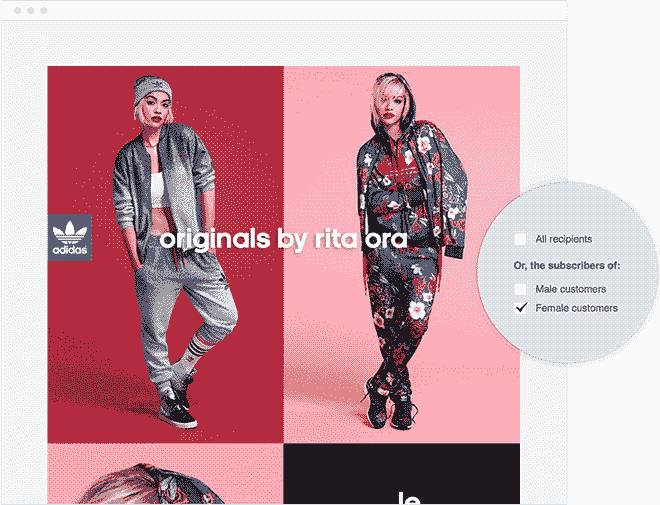 adidas
originals by rita ora
All recipients
Or, the subscribers of:
Male customers
Female customers
le